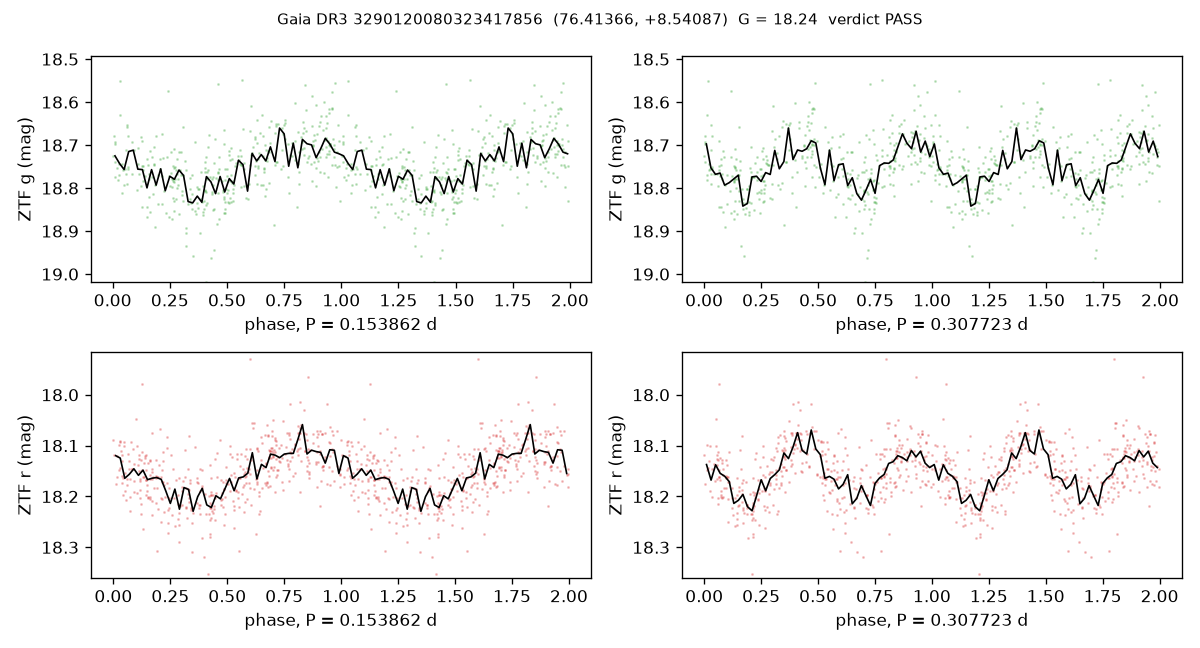 Gaia DR3 3290120080323417856 (76.41366, +8.54087) G = 18.24 verdict PASS
ZTF g (mag)
18.5
18.6
18.7
18.8
18.9
19.0
0.00 0.25 0.50 0.75 1.00 1.25 1.50 1.75 2.00
phase, P = 0.153862 d
ZTF g (mag)
18.5
18.6
18.7
18.8
18.9
19.0
0.00 0.25 0.50 0.75 1.00 1.25 1.50 1.75 2.00
phase, P = 0.307723 d
ZTF r (mag)
18.0
18.1
18.2
18.3
0.00 0.25 0.50 0.75 1.00 1.25 1.50 1.75 2.00
phase, P = 0.153862 d
ZTF r (mag)
18.0
18.1
18.2
18.3
0.00 0.25 0.50 0.75 1.00 1.25 1.50 1.75 2.00
phase, P = 0.307723 d